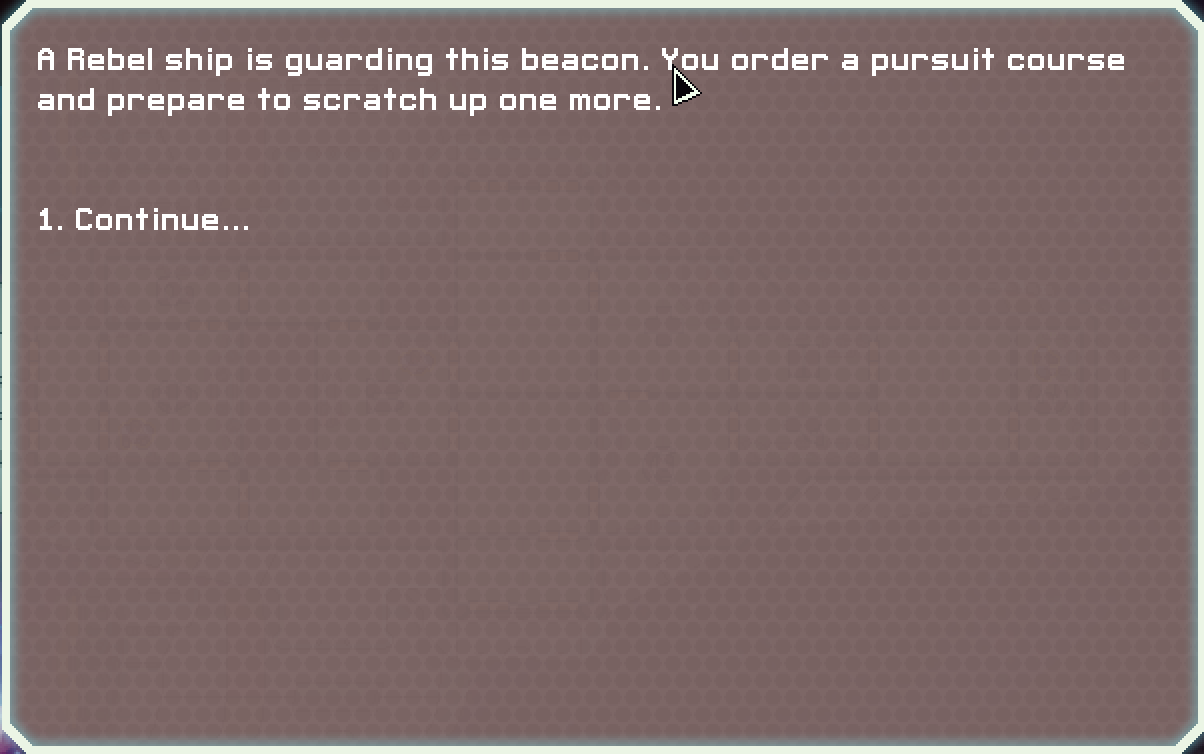 A Rebel ship is guarding this beacon. You order a pursuit course
and prepare to scratch up one more.
1. Continue...